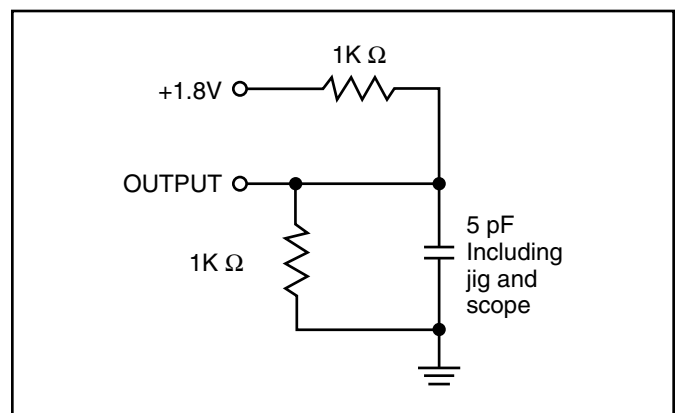 1K Ω
+1.8V
OUTPUT
1K Ω
5 pF
Including
jig and
scope